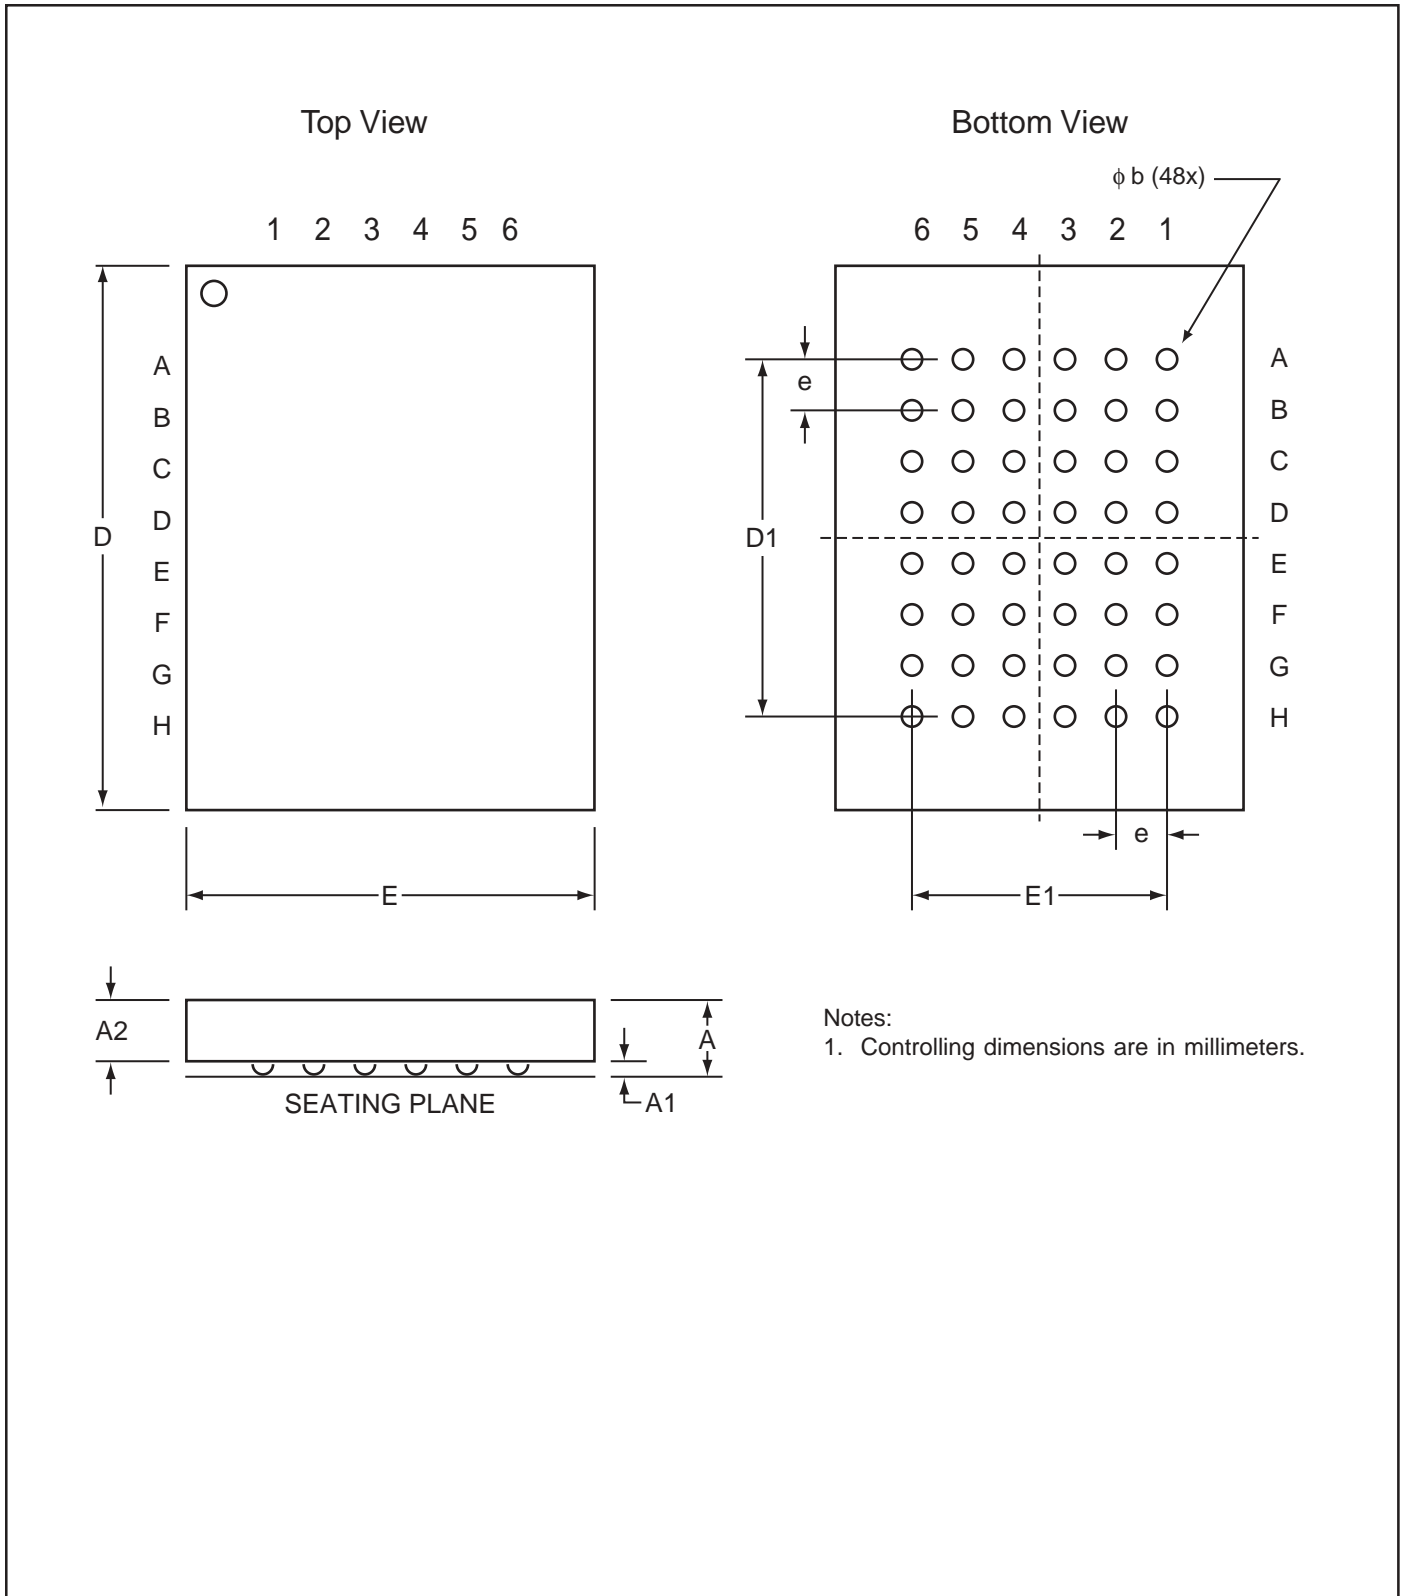 Top View
Bottom View
ϕ b (48x)
1 2 3 4 5 6
6 5 4 3 2 1
A
B
C
D
E
F
G
H
D
E
e
D1
A
B
C
D
E
F
G
H
e
E1
A2
A
A1
SEATING PLANE
Notes:
1. Controlling dimensions are in millimeters.